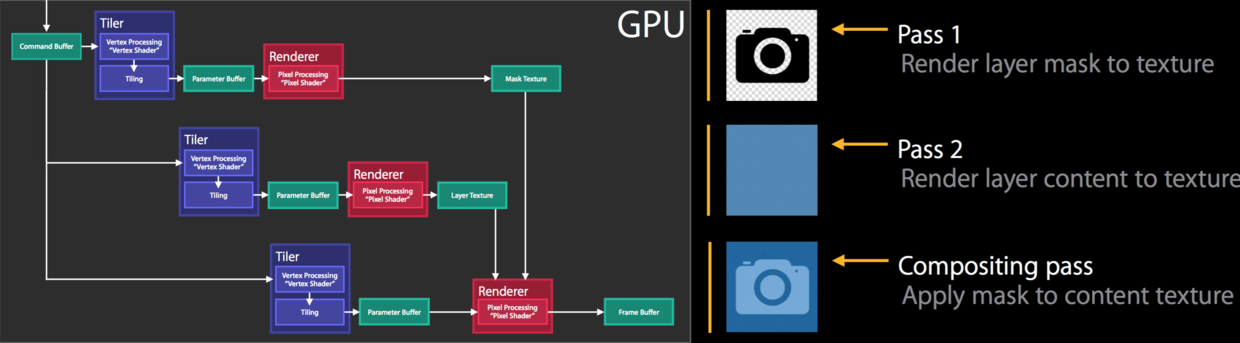 GPU
Tiler
Command Buffer
Vertex Processing
"Vertex Shader"
Tiling
Parameter Buffer
Renderer
Pixel Processing
"Pixel Shader"
Mask Texture
Tiler
Vertex Processing
"Vertex Shader"
Tiling
Parameter Buffer
Renderer
Pixel Processing
"Pixel Shader"
Layer Texture
Tiler
Vertex Processing
"Vertex Shader"
Tiling
Parameter Buffer
Renderer
Pixel Processing
"Pixel Shader"
Frame Buffer
Pass 1
Render layer mask to texture
Pass 2
Render layer content to texture
Compositing pass
Apply mask to content texture